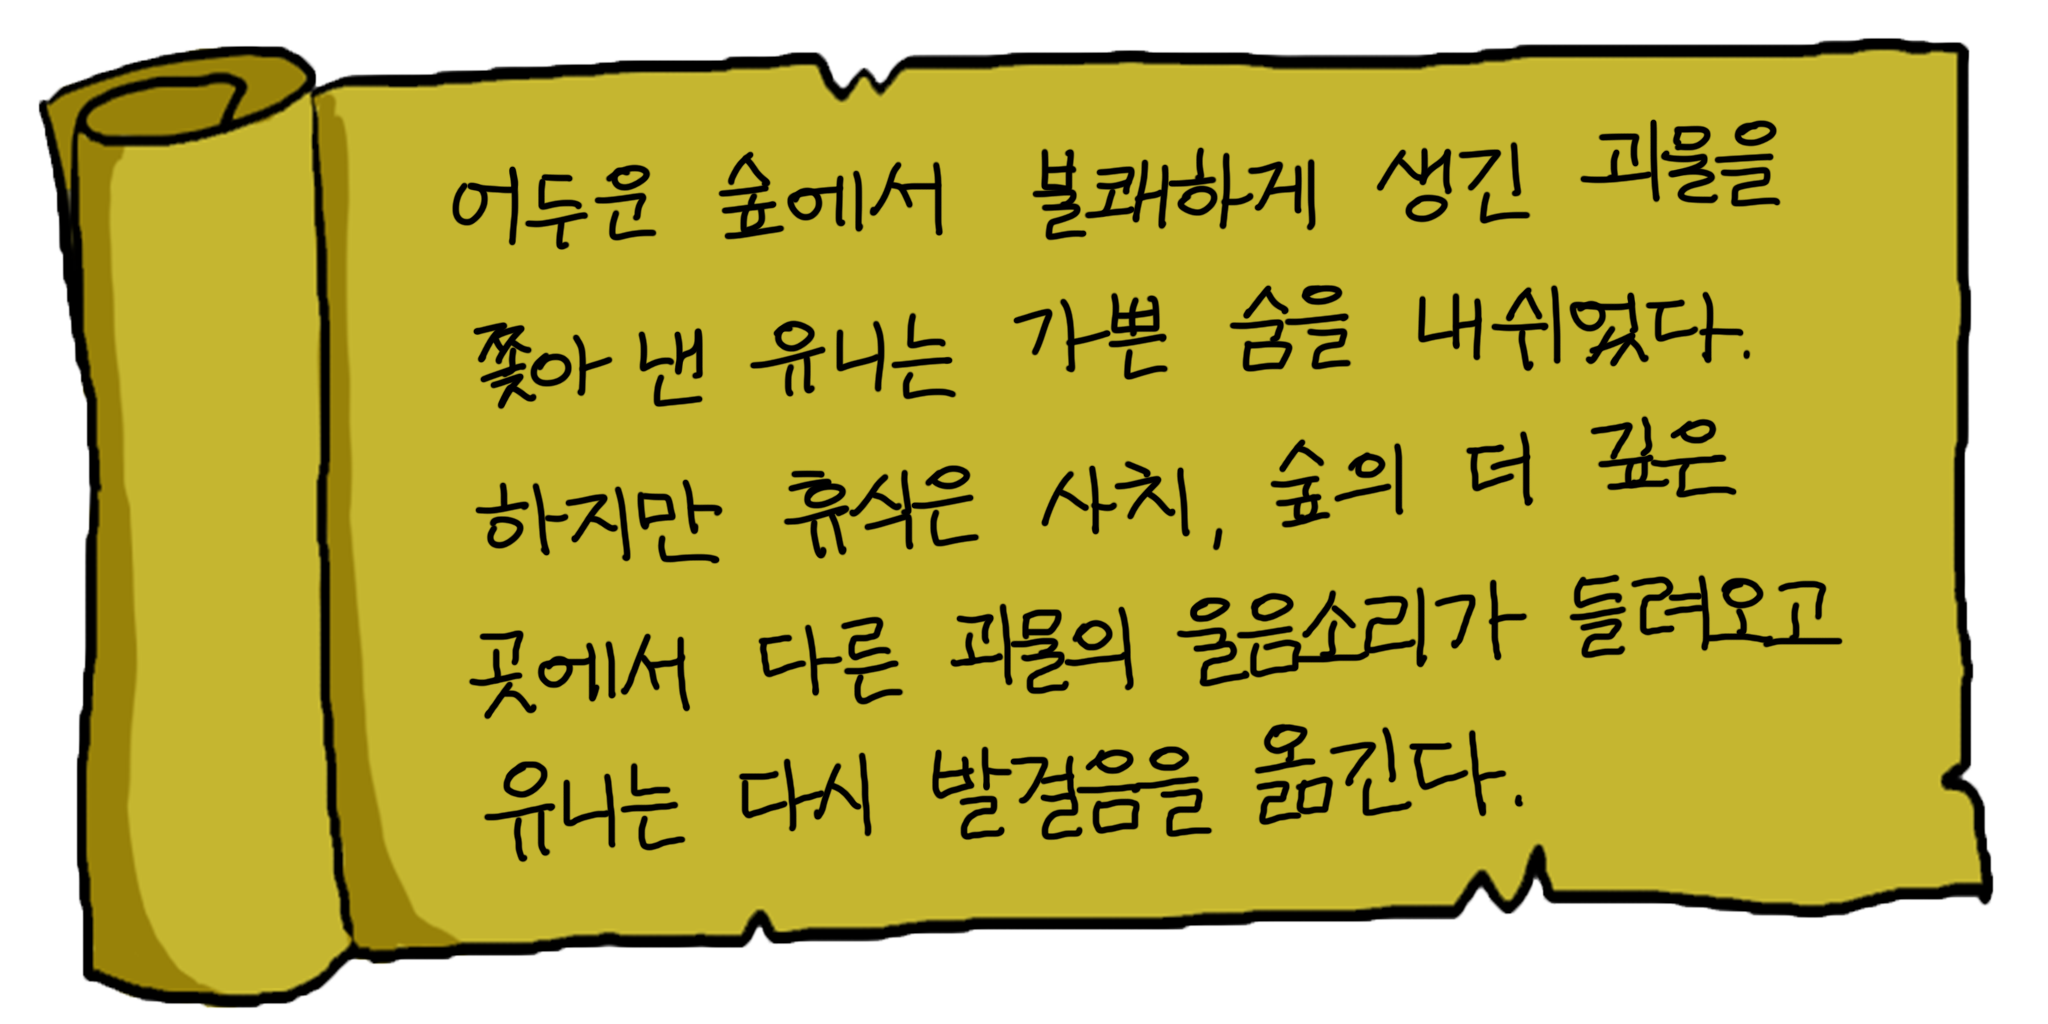 어두운 숲에서 불쾌하게 생긴 괴물을
쫓아 낸 유니는 가쁜 숨을 내쉬었다.
하지만 휴식은 사치, 숲의 더 깊은
곳에서 다른 괴물의 울음소리가 들려오고
유니는 다시 발걸음을 옮긴다.